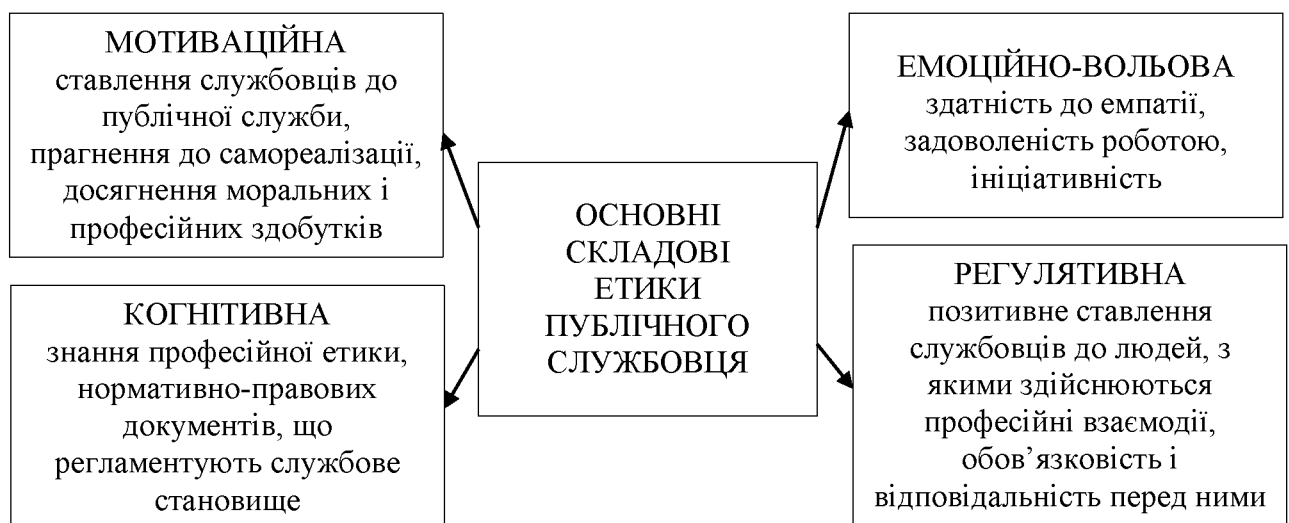 МОТИВАЦІЙНА
ставлення службовців до
публічної служби,
прагнення до самореалізації,
досягнення моральних і
професійних здобутків
КОГНІТИВНА
знання професійної етики,
нормативно-правових
документів, що
регламентують службове
становище
ОСНОВНІ
СКЛАДОВІ
ЕТИКИ
ПУБЛІЧНОГО
СЛУЖБОВЦЯ
ЕМОЦІЙНО-ВОЛЬОВА
здатність до емпатії,
задоволеність роботою,
ініціативність
РЕГУЛЯТИВНА
позитивне ставлення
службовців до людей, з
якими здійснюються
професійні взаємодії,
обов’язковість і
відповідальність перед ними